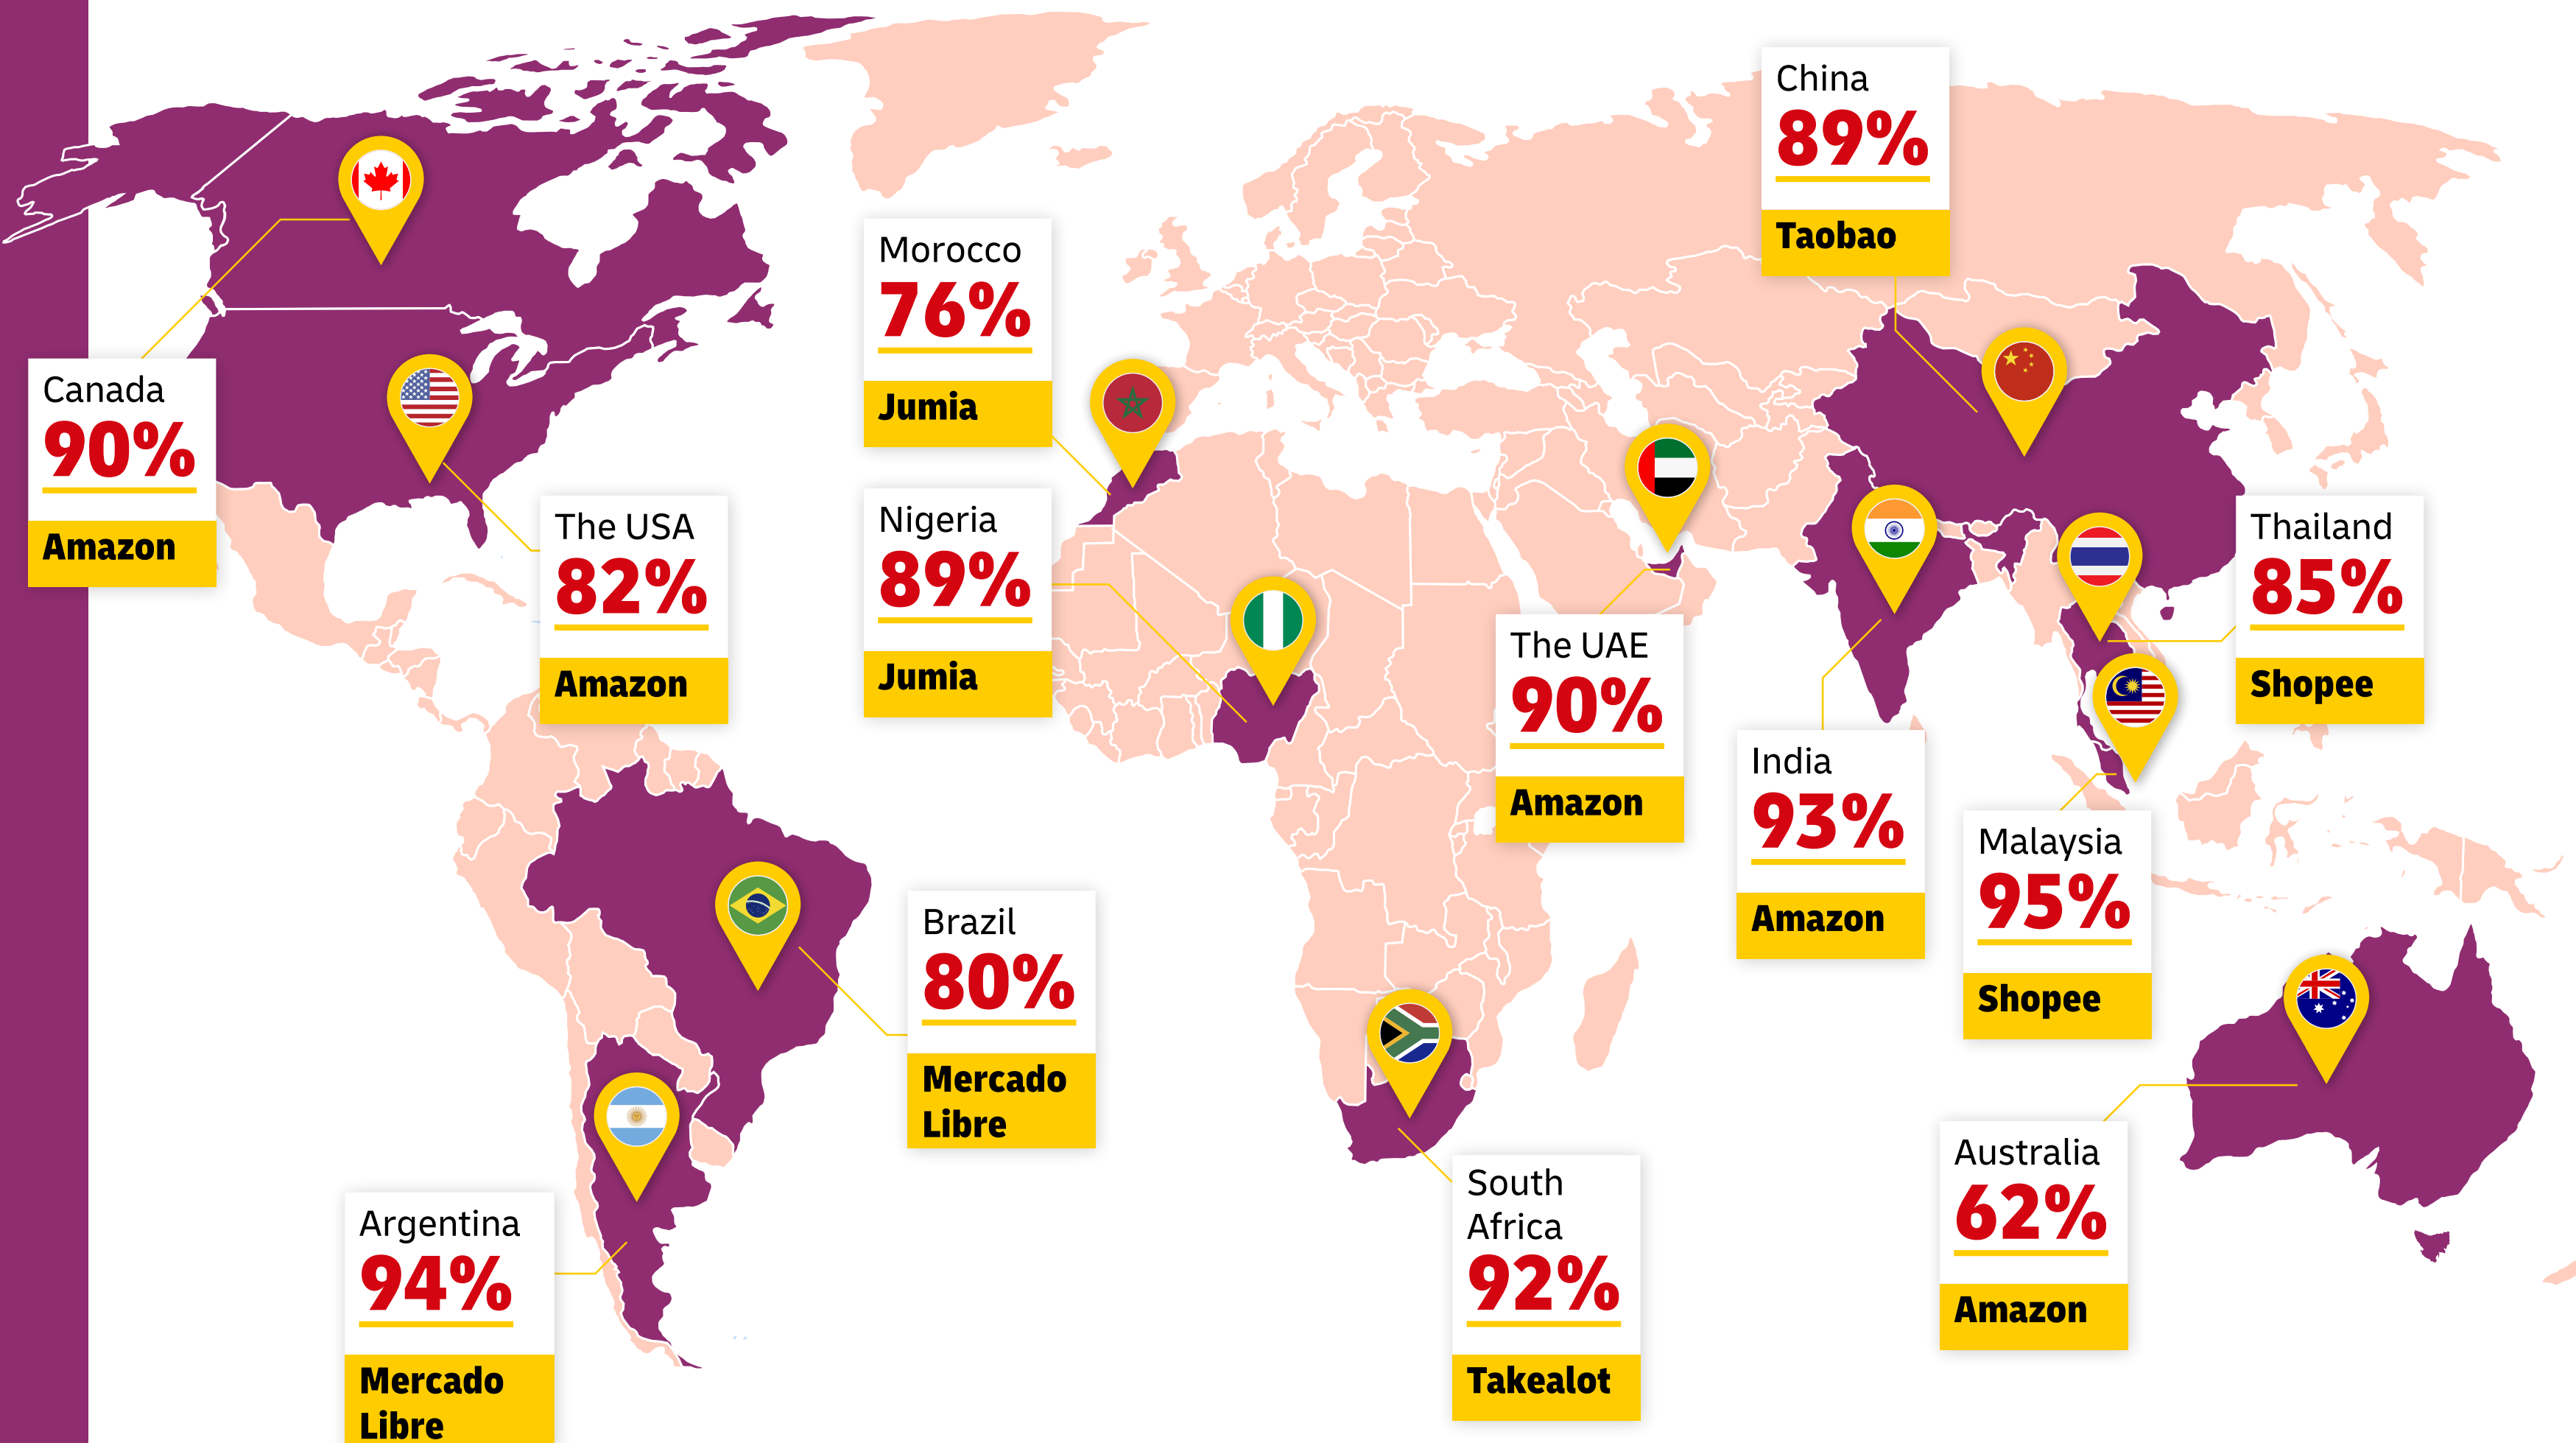 China
89%
Taobao
Morocco
76%
Jumia
Canada
90%
Amazon
The USA
82%
Amazon
Nigeria
89%
Jumia
Thailand
85%
Shopee
The UAE
90%
Amazon
India
93%
Amazon
Malaysia
95%
Shopee
Brazil
80%
Mercado
Libre
Australia
62%
Amazon
South
Africa
92%
Takealot
Argentina
94%
Mercado
Libre